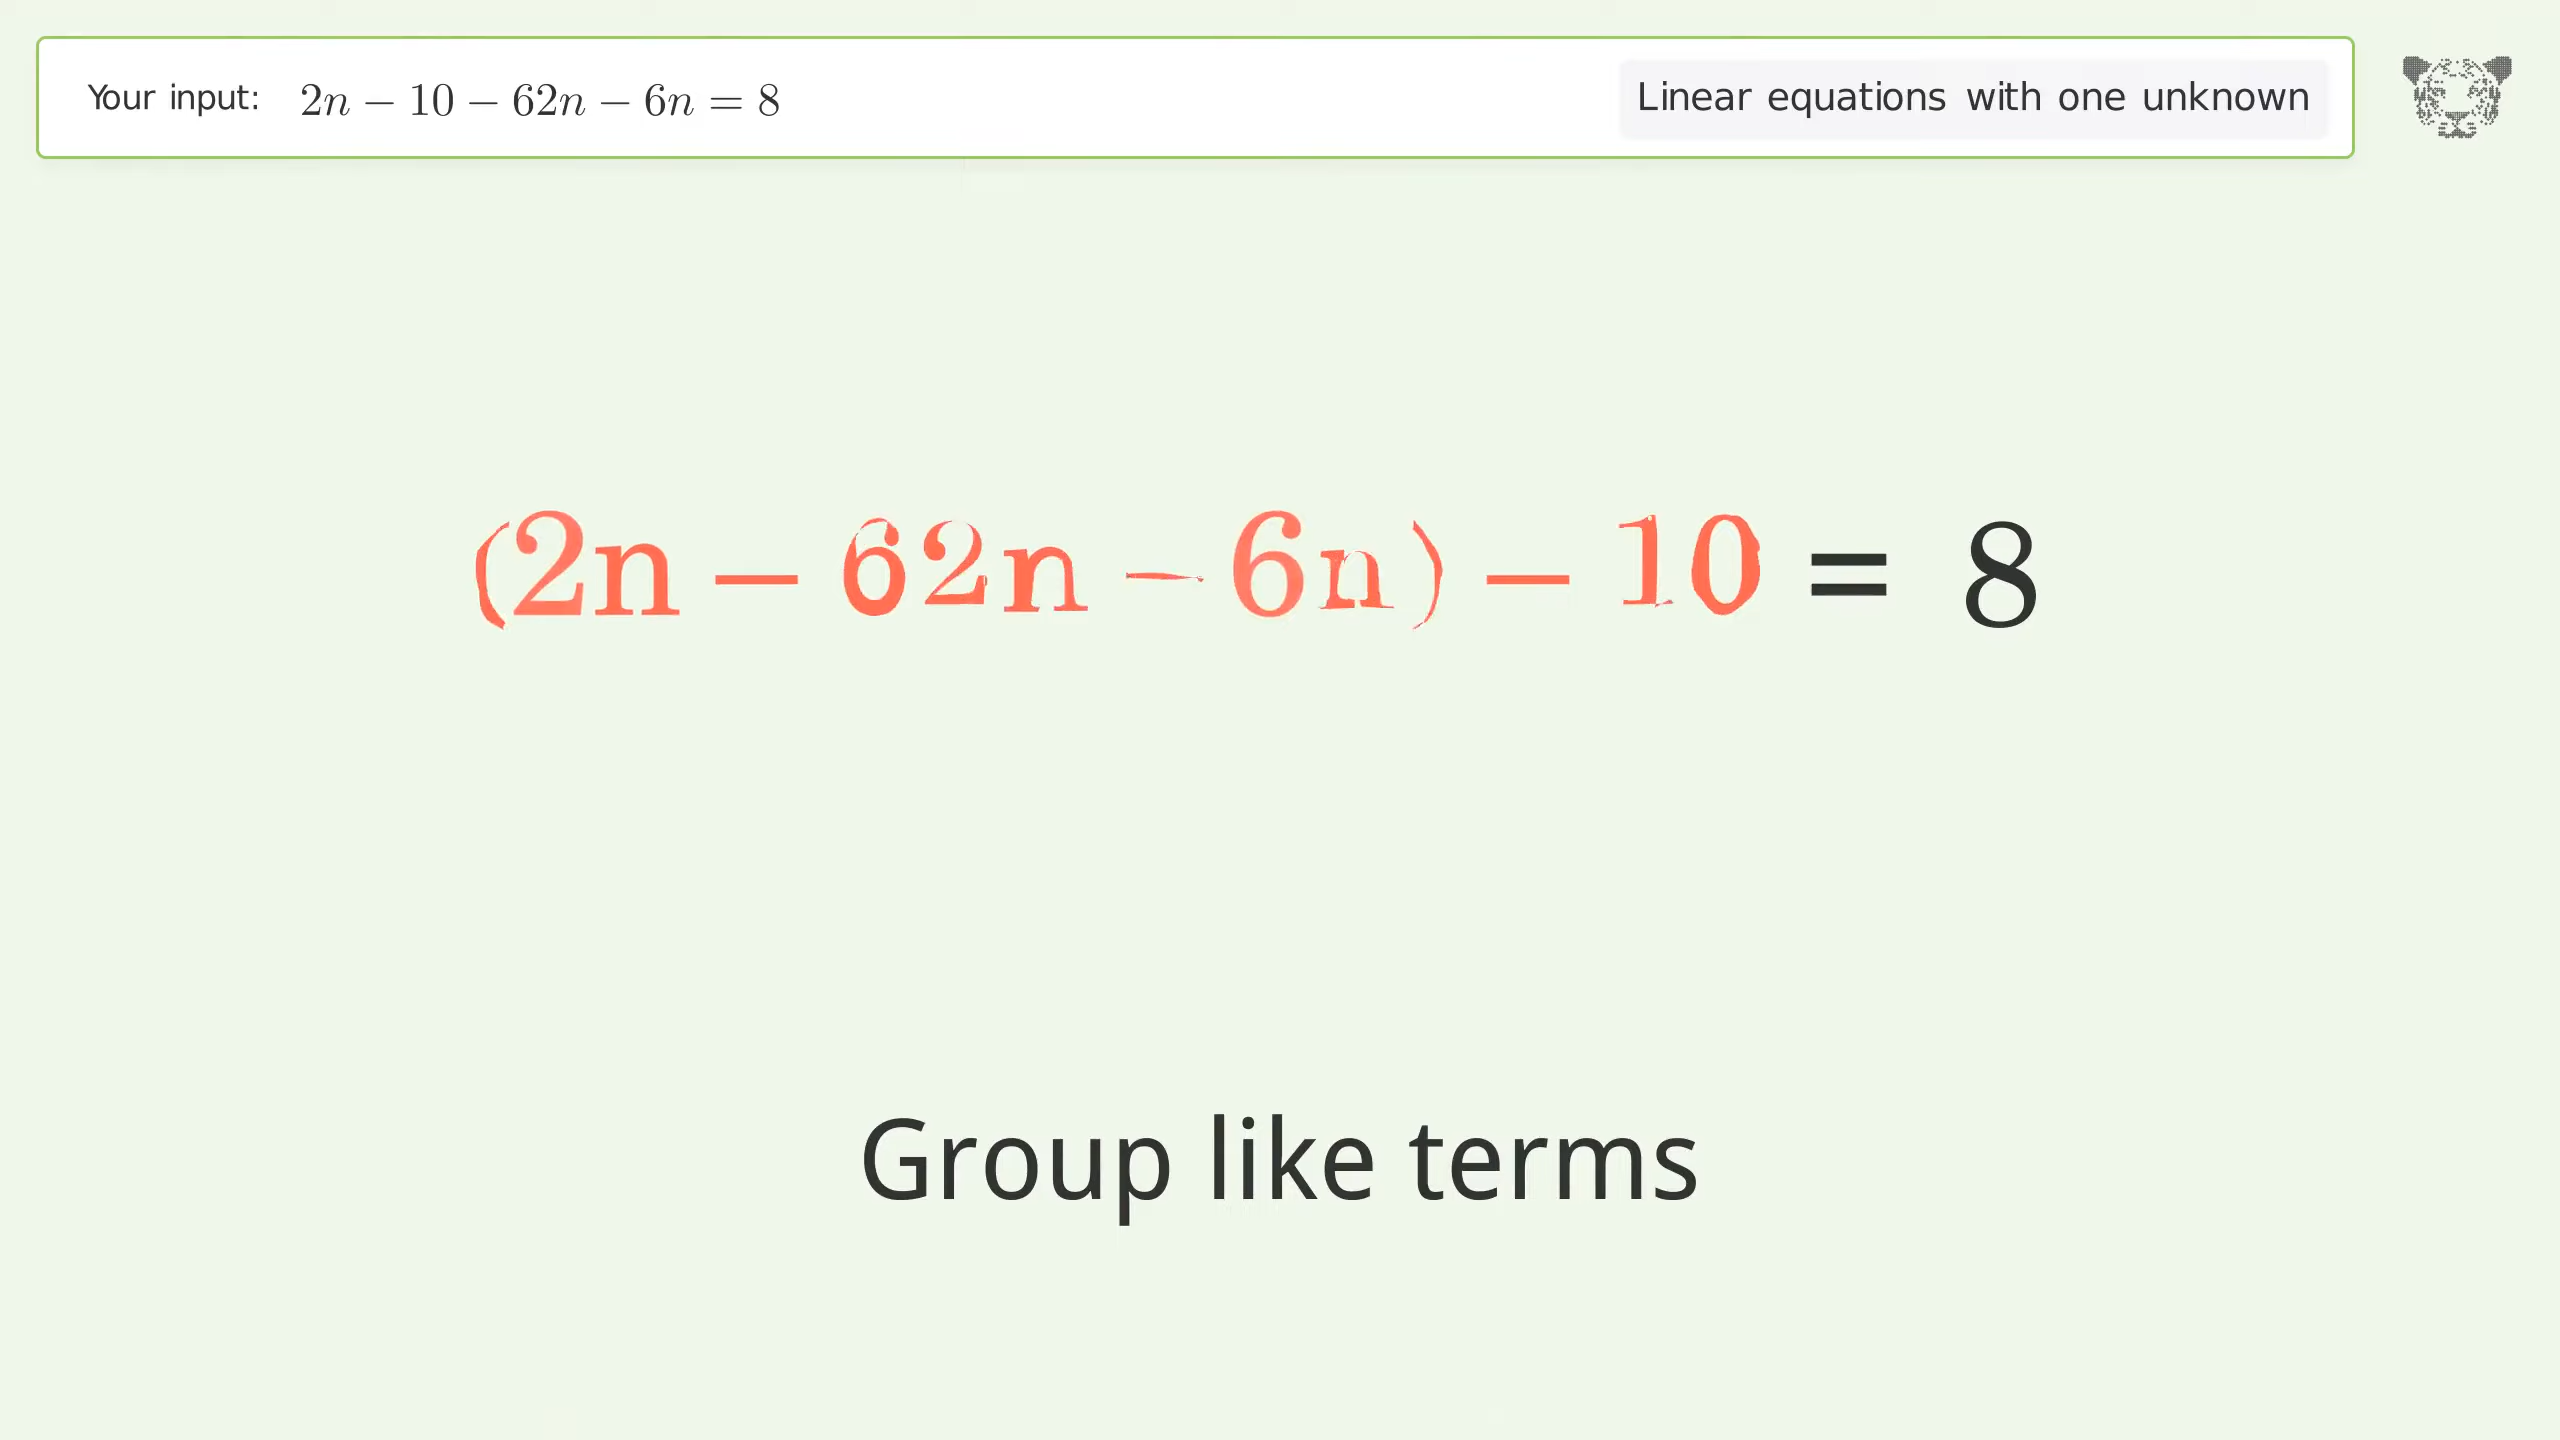 Your input: 2n − 10 − 62n − 6n = 8
Linear equations with one unknown
(2n − 62n − 6n) − 10 = 8
Group like terms